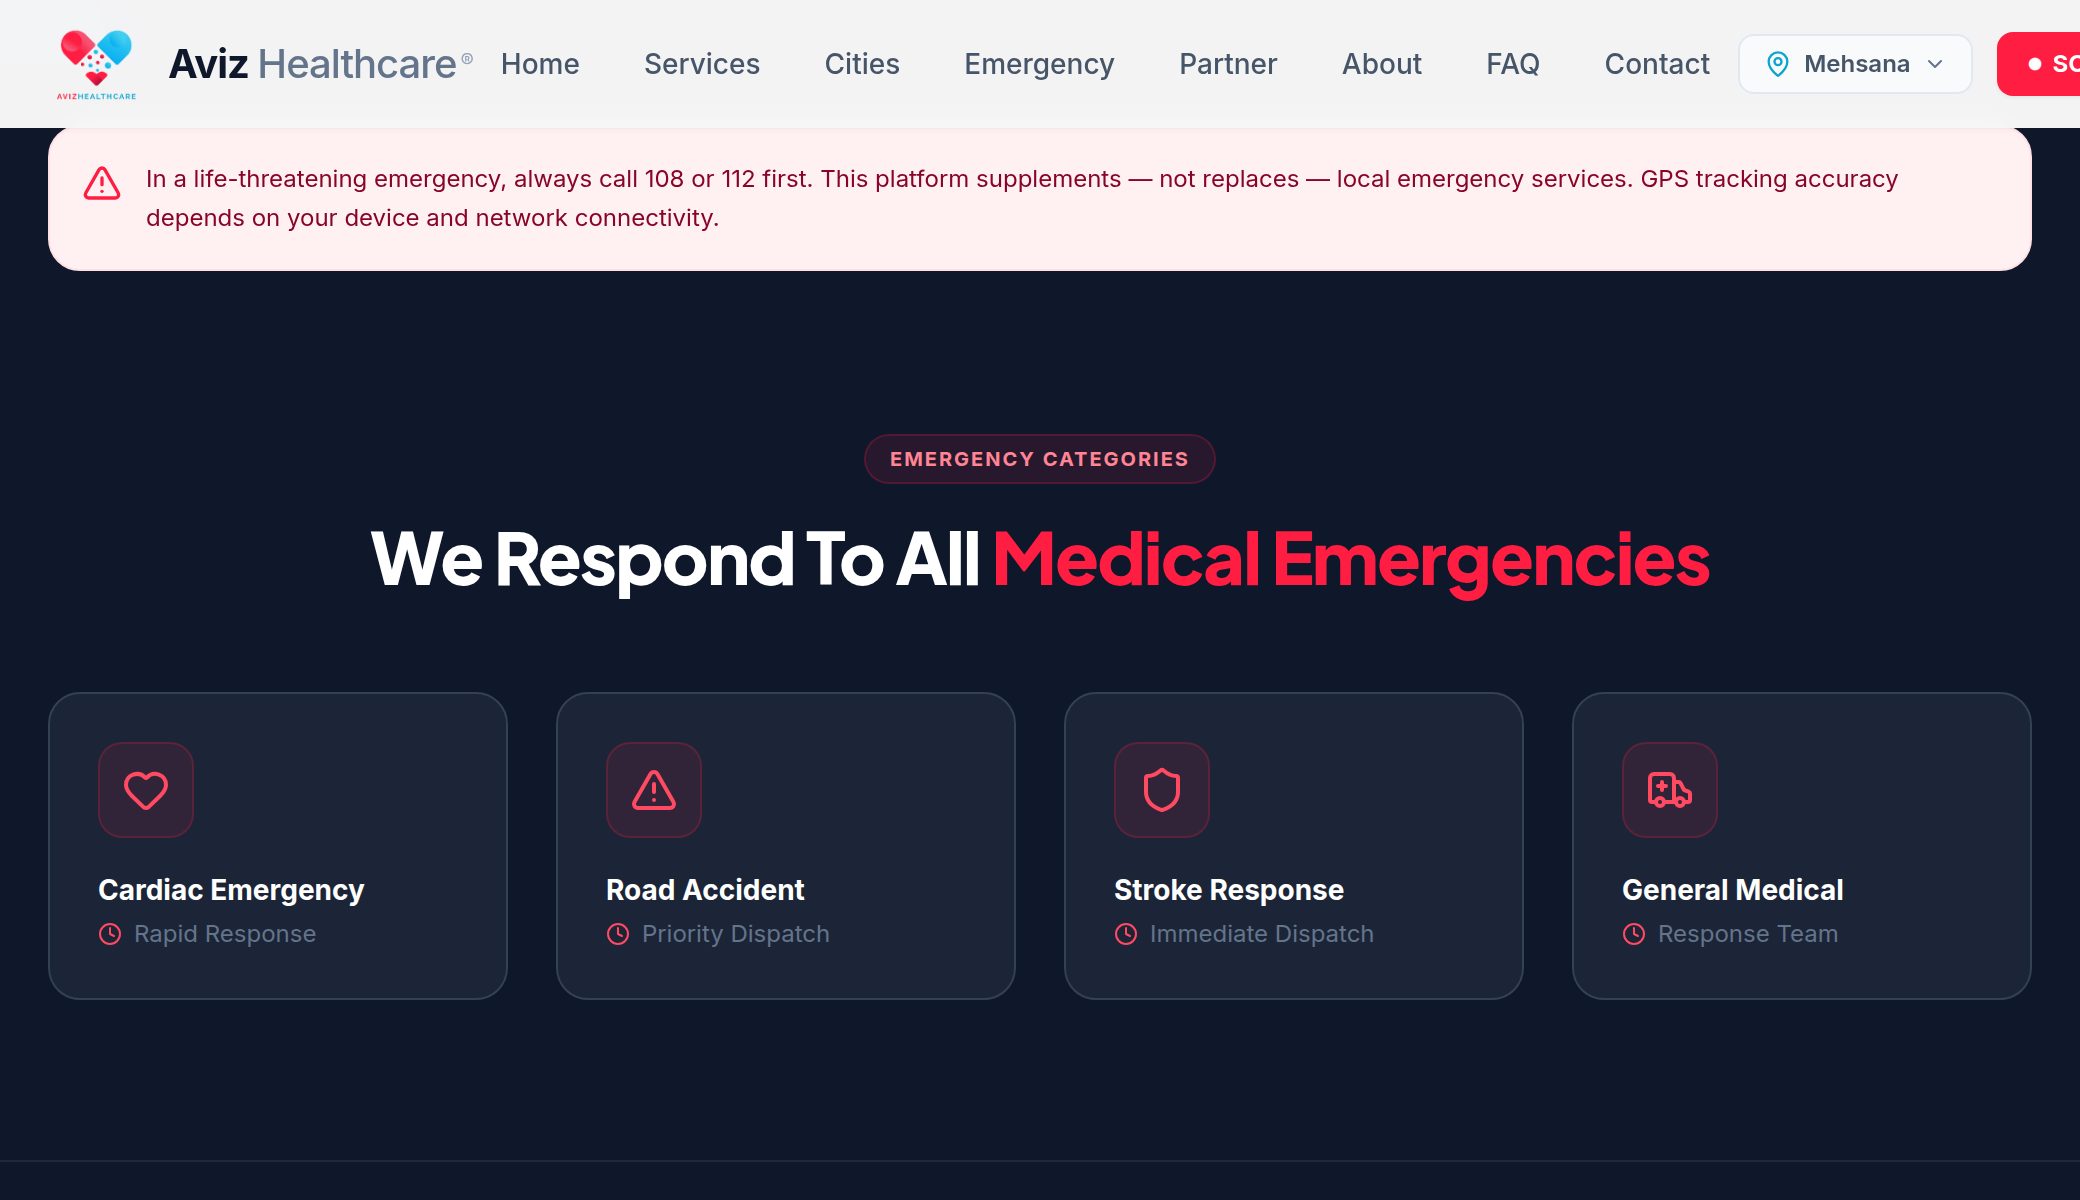 AVIZHEALTHCARE
Aviz Healthcare®
Home
Services
Cities
Emergency
Partner
About
FAQ
Contact
Mehsana
In a life-threatening emergency, always call 108 or 112 first. This platform supplements — not replaces — local emergency services. GPS tracking accuracy
depends on your device and network connectivity.
EMERGENCY CATEGORIES
We Respond To All Medical Emergencies
Cardiac Emergency
Rapid Response
Road Accident
Priority Dispatch
Stroke Response
Immediate Dispatch
General Medical
Response Team